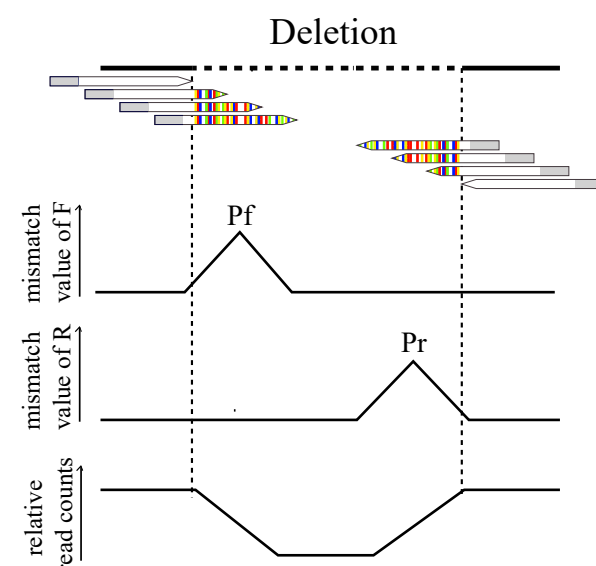 Deletion
mismatch
value of F
Pf
mismatch
value of R
Pr
relative
read counts